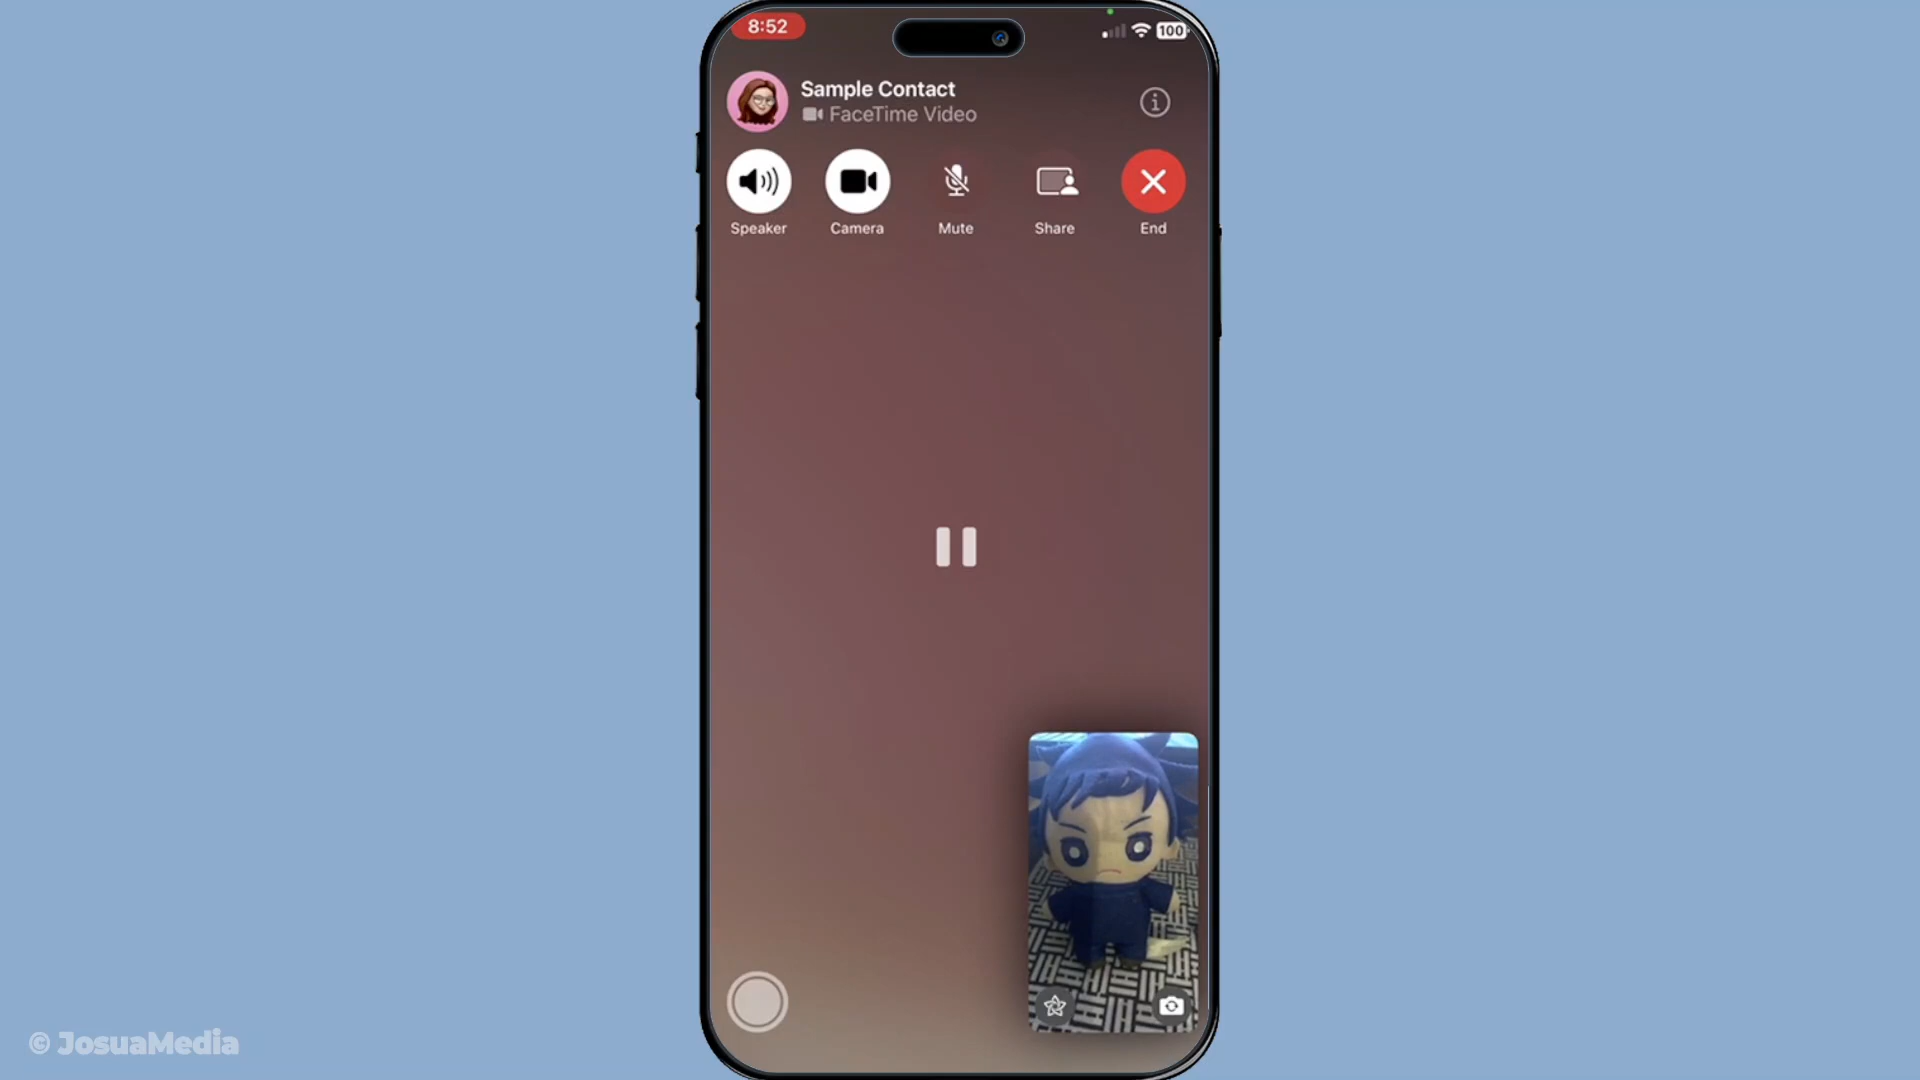 8:52
100
Sample Contact
FaceTime Video
Speaker
Camera
Mute
Share
End
© JosuaMedia